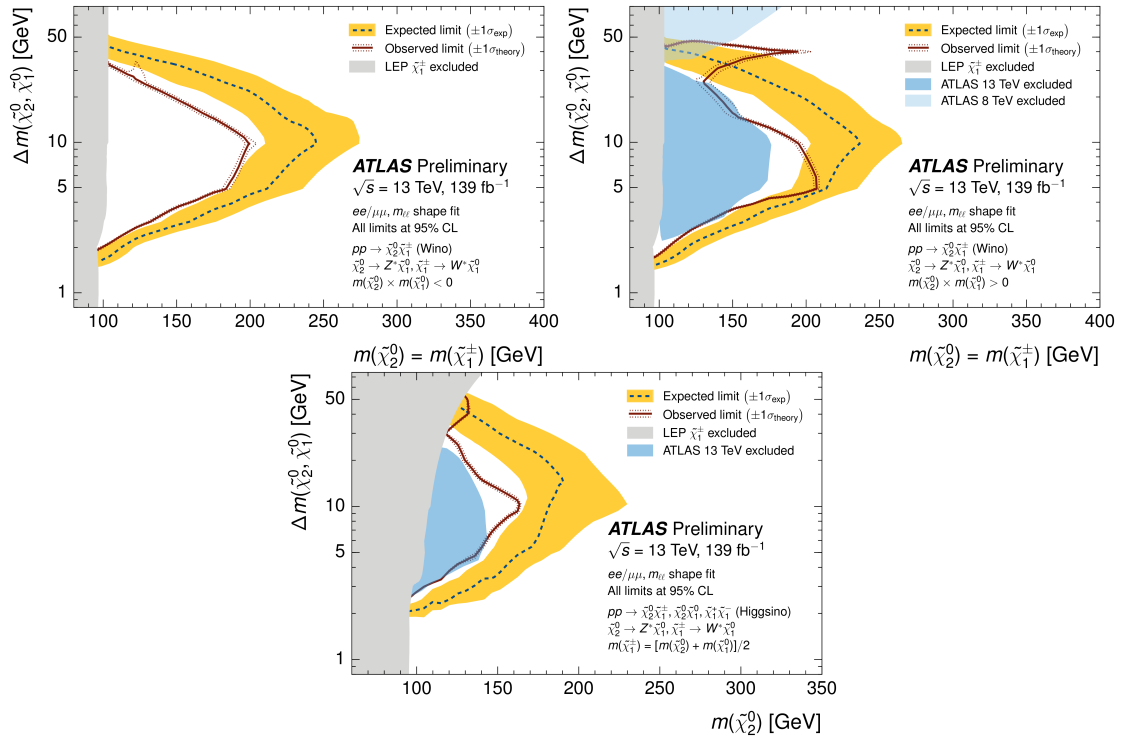 Δm(χ̃₂⁰, χ̃₁⁰) [GeV]
50
10
5
1
Expected limit (±1σ_exp)
Observed limit (±1σ_theory)
LEP χ̃₁± excluded
ATLAS Preliminary
√s = 13 TeV, 139 fb⁻¹
ee/μμ, m_ℓℓ shape fit
All limits at 95% CL
pp → χ̃₂⁰χ̃₁± (Wino)
χ̃₂⁰ → Z*χ̃₁⁰, χ̃₁± → W*χ̃₁⁰
m(χ̃₂⁰) × m(χ̃₁⁰) < 0
100 150 200 250 300 350 400
m(χ̃₂⁰) = m(χ̃₁±) [GeV]
Δm(χ̃₂⁰, χ̃₁⁰) [GeV]
50
10
5
1
Expected limit (±1σ_exp)
Observed limit (±1σ_theory)
LEP χ̃₁± excluded
ATLAS 13 TeV excluded
ATLAS 8 TeV excluded
ATLAS Preliminary
√s = 13 TeV, 139 fb⁻¹
ee/μμ, m_ℓℓ shape fit
All limits at 95% CL
pp → χ̃₂⁰χ̃₁± (Wino)
χ̃₂⁰ → Z*χ̃₁⁰, χ̃₁± → W*χ̃₁⁰
m(χ̃₂⁰) × m(χ̃₁⁰) > 0
100 150 200 250 300 350 400
m(χ̃₂⁰) = m(χ̃₁±) [GeV]
Δm(χ̃₂⁰, χ̃₁⁰) [GeV]
50
10
5
1
Expected limit (±1σ_exp)
Observed limit (±1σ_theory)
LEP χ̃₁± excluded
ATLAS 13 TeV excluded
ATLAS Preliminary
√s = 13 TeV, 139 fb⁻¹
ee/μμ, m_ℓℓ shape fit
All limits at 95% CL
pp → χ̃₂⁰χ̃₁±, χ̃₂⁰χ̃₁⁰, χ̃₁⁺χ̃₁⁻ (Higgsino)
χ̃₂⁰ → Z*χ̃₁⁰, χ̃₁± → W*χ̃₁⁰
m(χ̃₁±) = [m(χ̃₂⁰) + m(χ̃₁⁰)]/2
100 150 200 250 300 350
m(χ̃₂⁰) [GeV]